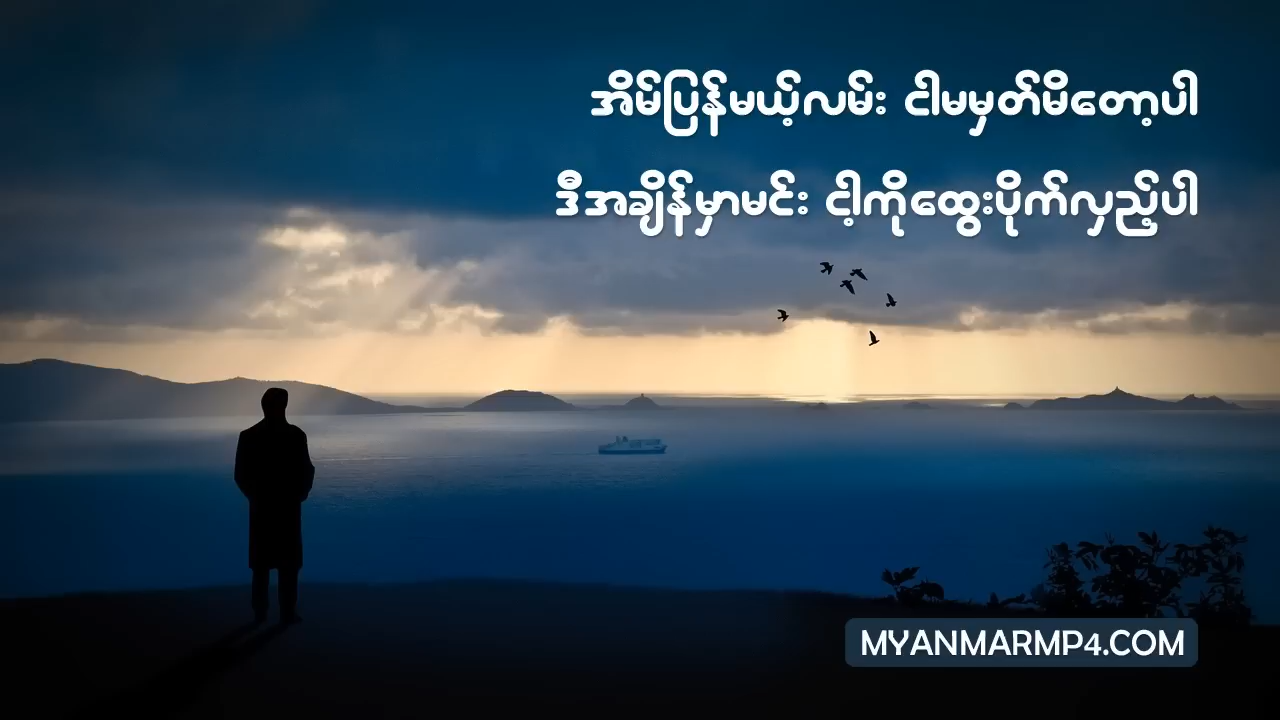 အိမ်ပြန်မယ့်လမ်း ငါမမှတ်မိတော့ပါ
ဒီအချိန်မှာမင်း ငါ့ကိုထွေးပိုက်လှည့်ပါ
MYANMARMP4.COM